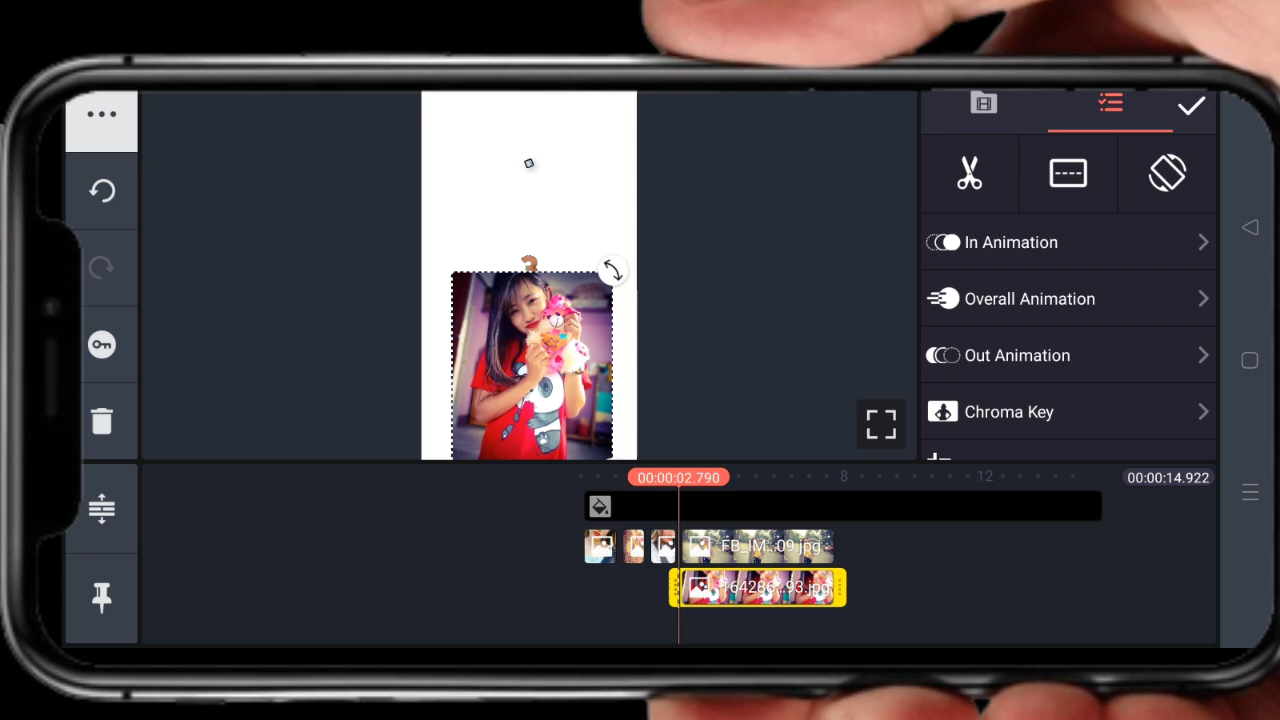 In Animation
Overall Animation
Out Animation
Chroma Key
00:00:02.790
8
12
00:00:14.922
FB_IM...09.jpg
164286...93.jpg